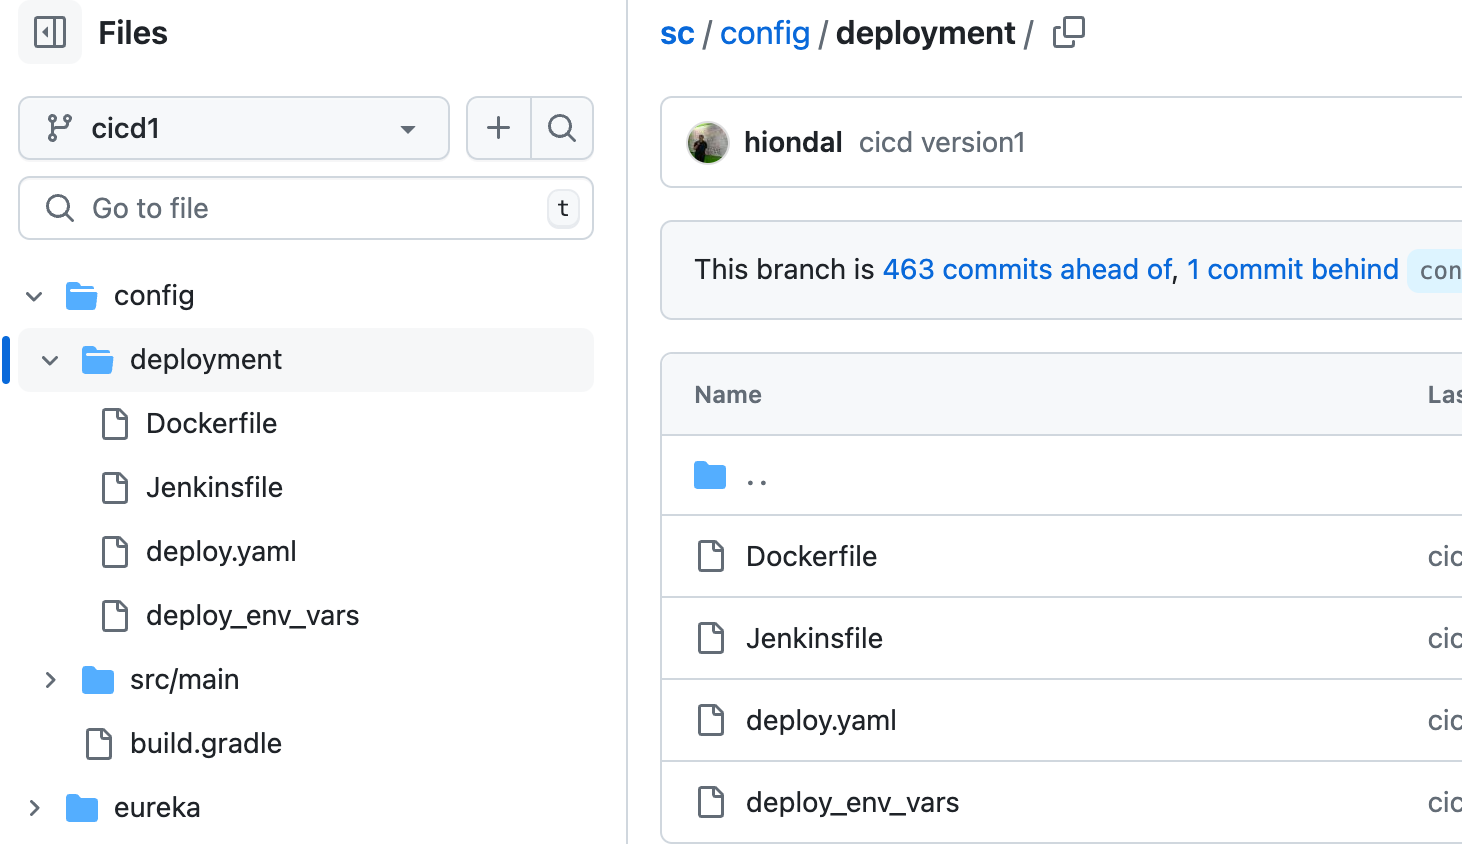 Files
cicd1
Go to file
t
config
deployment
Dockerfile
Jenkinsfile
deploy.yaml
deploy_env_vars
src/main
build.gradle
eureka
sc / config / deployment /
hiondal cicd version1
This branch is 463 commits ahead of, 1 commit behind con
Name Las
..
Dockerfile cic
Jenkinsfile cic
deploy.yaml cic
deploy_env_vars cic